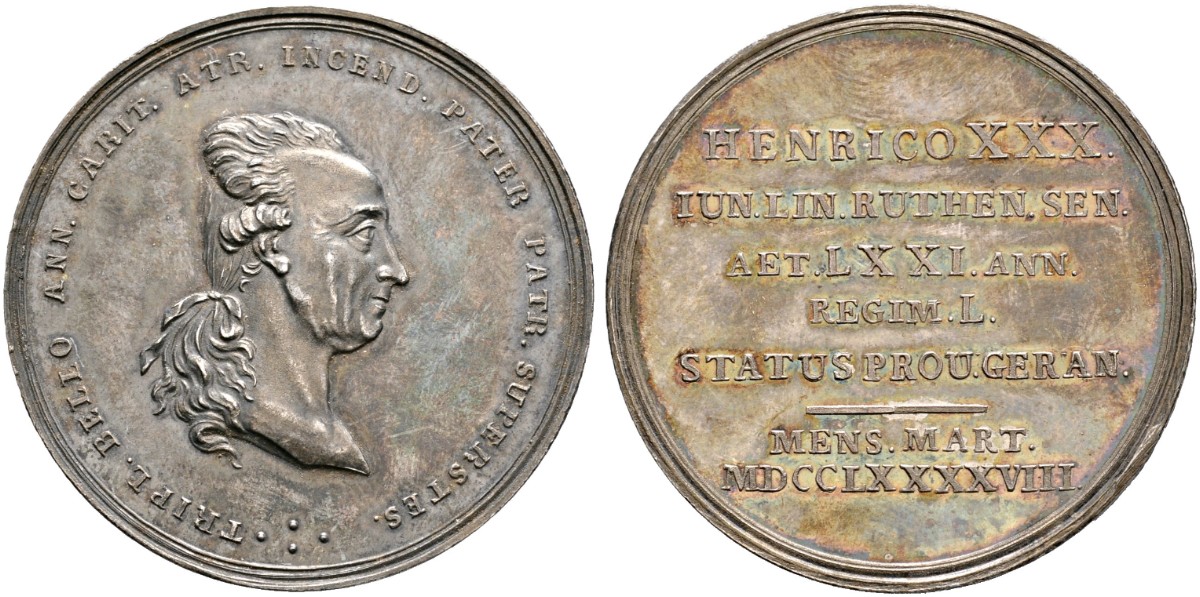 TRIPL. BELLO ANN. CARIT. ATR. INCEND. PATER PATR. SUPERSTES.
HENRICO XXX.
IUN. LIN. RUTHEN. SEN.
AET. LXXI. ANN.
REGIM. L.
STATUS PROU. GERAN.
MENS. MART.
MDCCLXXXXVIII.